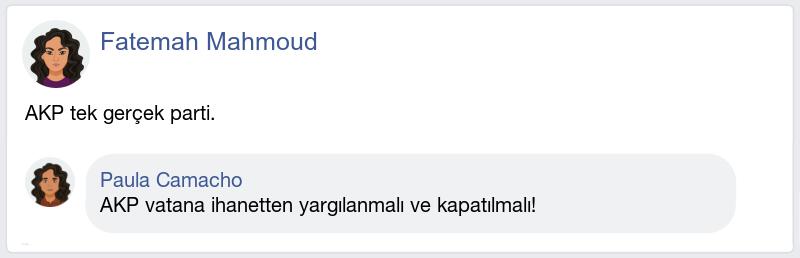 Fatemah Mahmoud
AKP tek gerçek parti.
Paula Camacho
AKP vatana ihanetten yargılanmalı ve kapatılmalı!